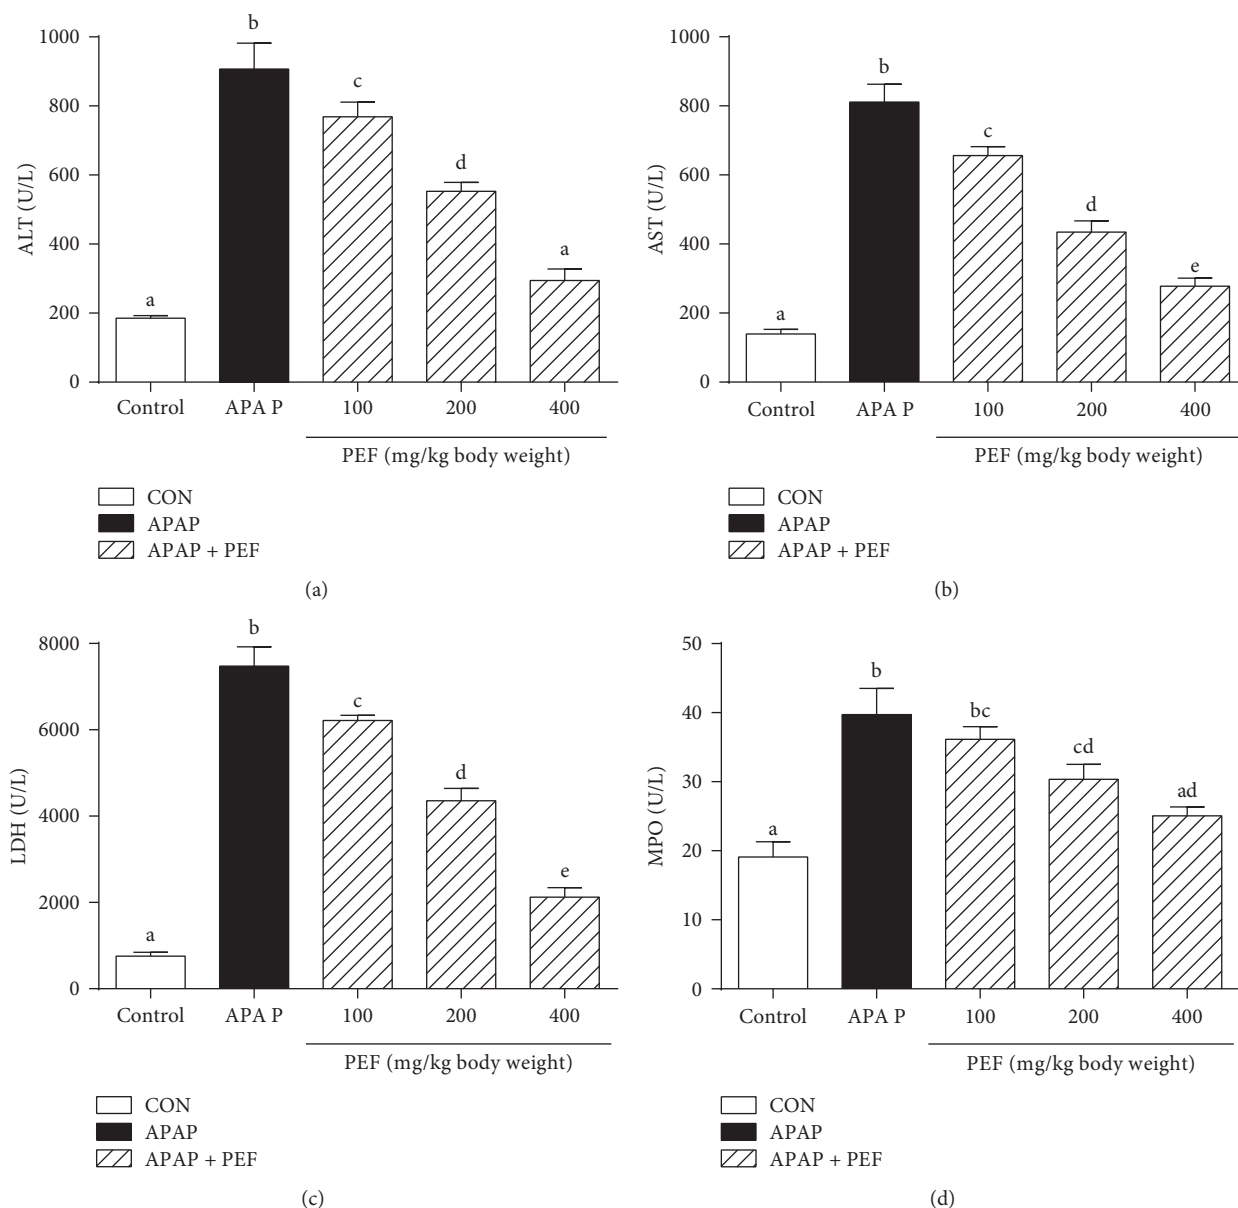 b
1000
c
800
d
600
400
a
a
200
0
ALT (U/L)
Control APA P 100 200 400
PEF (mg/kg body weight)
CON
APAP
APAP + PEF
(a)
1000
b
800
c
600
d
400
e
a
200
0
AST (U/L)
Control APA P 100 200 400
PEF (mg/kg body weight)
CON
APAP
APAP + PEF
(b)
b
8000
c
6000
d
4000
e
2000
a
0
LDH (U/L)
Control APA P 100 200 400
PEF (mg/kg body weight)
CON
APAP
APAP + PEF
(c)
50
b
40
bc
cd
30
ad
a
20
10
0
MPO (U/L)
Control APA P 100 200 400
PEF (mg/kg body weight)
CON
APAP
APAP + PEF
(d)